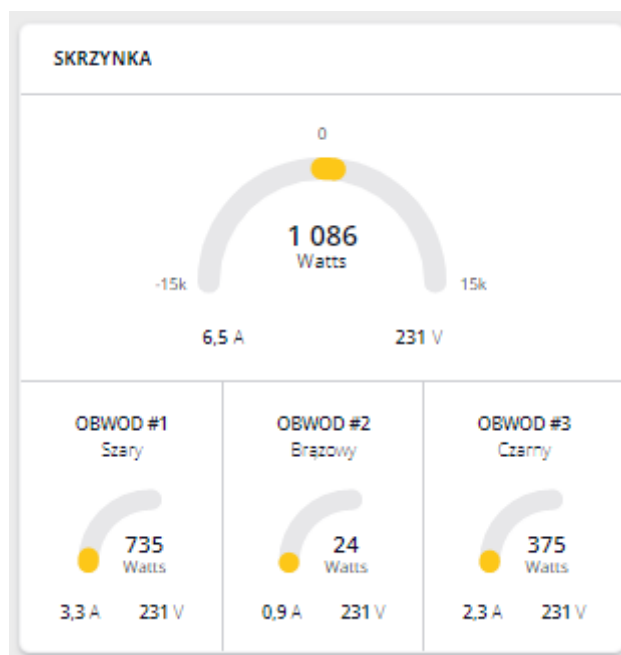 SKRZYNKA
0
1 086
Watts
-15k 15k
6,5 A 231 V
OBWOD #1 OBWOD #2 OBWOD #3
Szary Brązowy Czarny
735 24 375
Watts Watts Watts
3,3 A 231 V 0,9 A 231 V 2,3 A 231 V